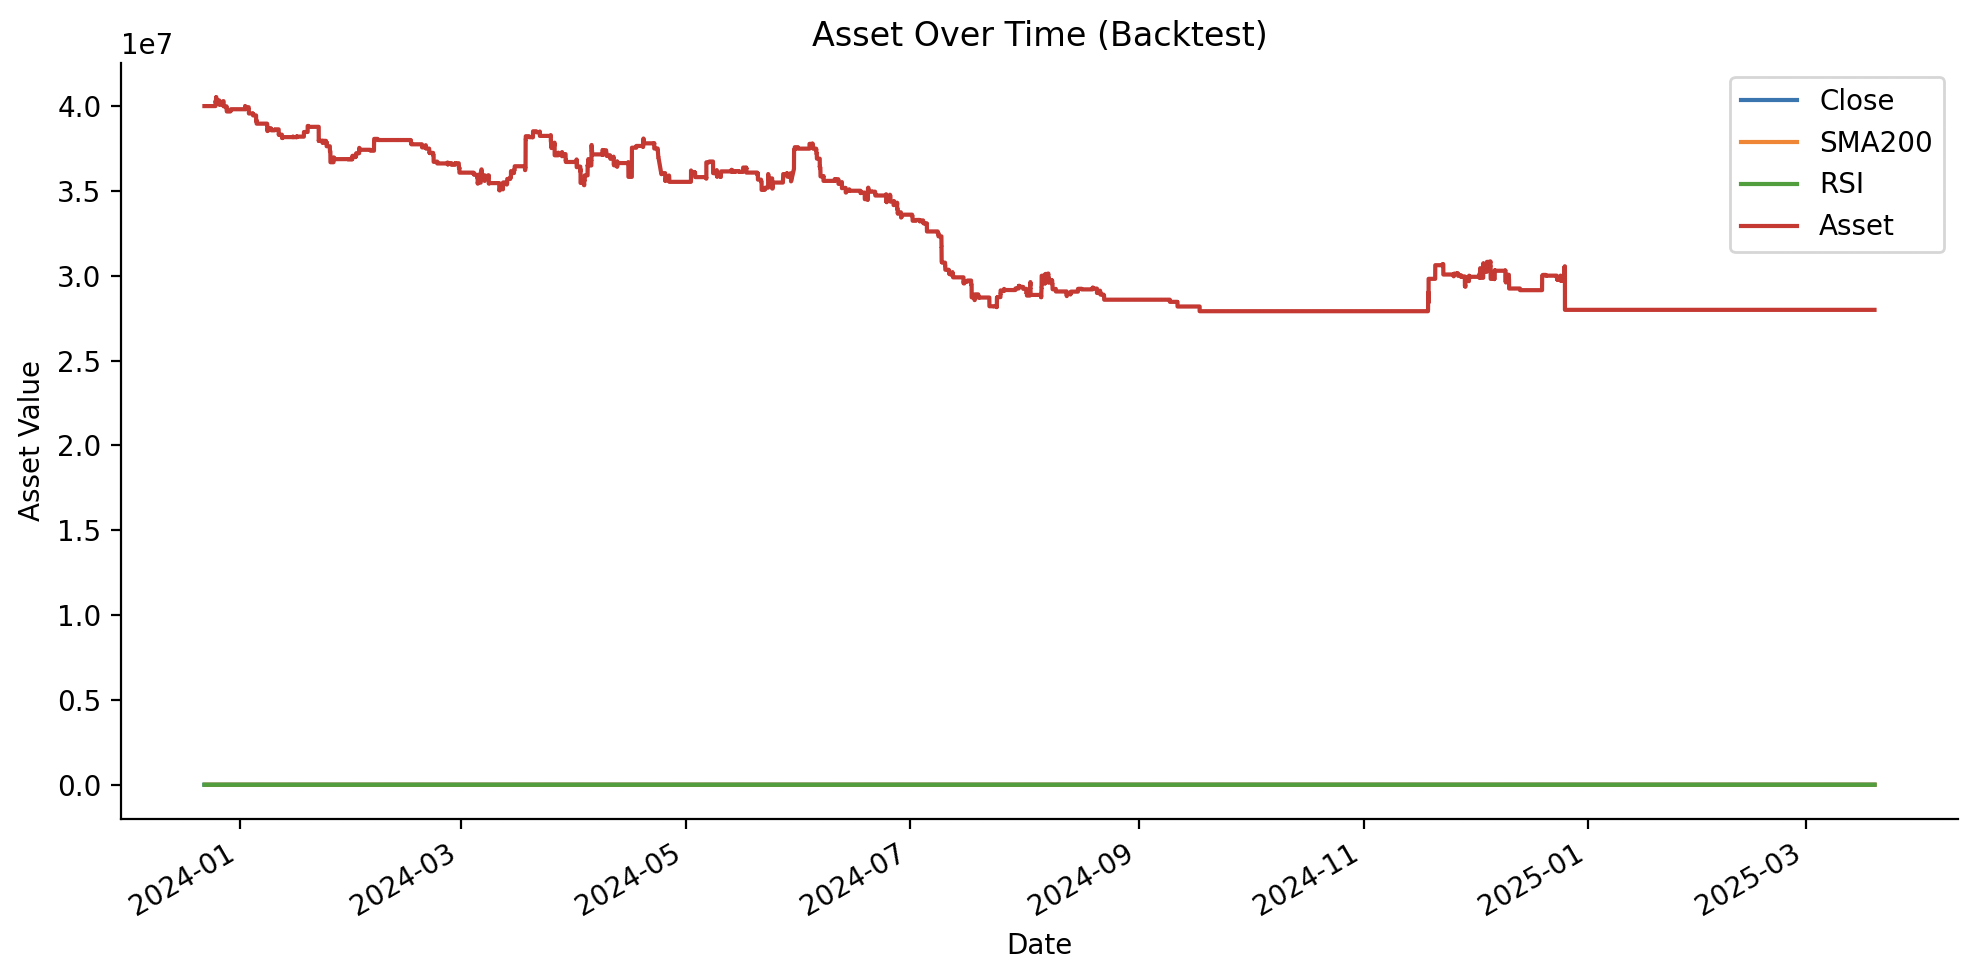 Asset Over Time (Backtest)
1e7
Close
SMA200
RSI
Asset
4.0
3.5
3.0
2.5
2.0
1.5
1.0
0.5
0.0
Asset Value
2024-01
2024-03
2024-05
2024-07
2024-09
2024-11
2025-01
2025-03
Date